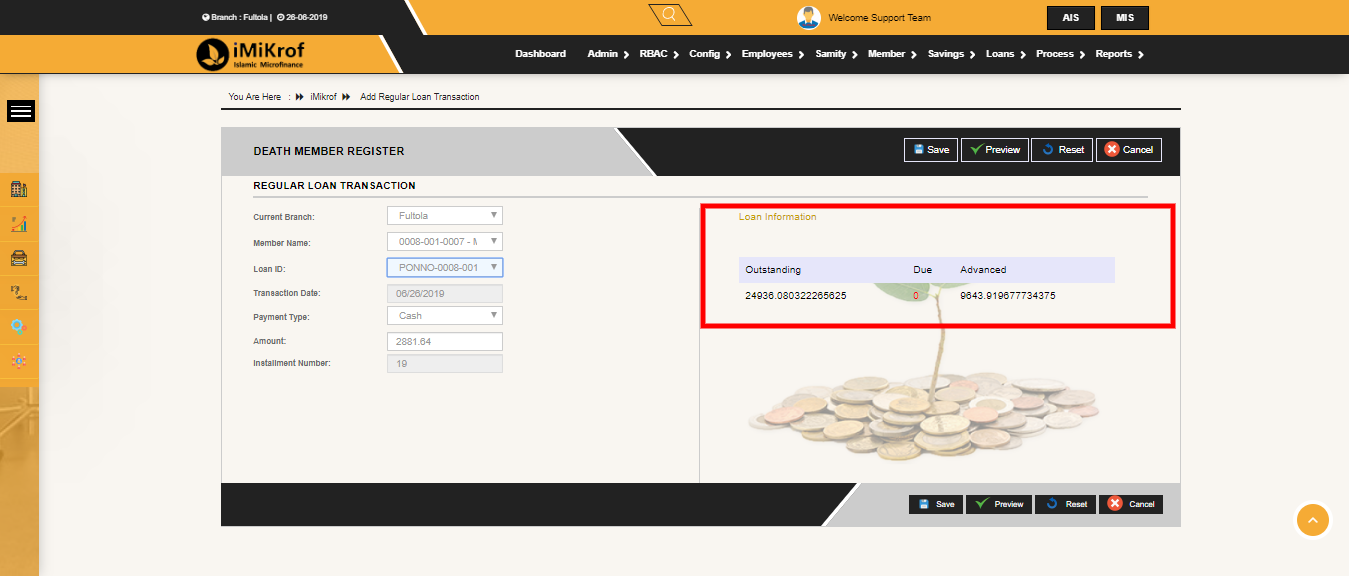 Branch : Fultola | 26-06-2019
Welcome Support Team
AIS
MIS
iMiKrof
Islamic Microfinance
Dashboard Admin RBAC Config Employees Samity Member Savings Loans Process Reports
You Are Here : iMikrof Add Regular Loan Transaction
DEATH MEMBER REGISTER
Save Preview Reset Cancel
REGULAR LOAN TRANSACTION
Current Branch: Fultola
Member Name: 0008-001-0007 - M
Loan ID: PONNO-0008-001
Transaction Date: 06/26/2019
Payment Type: Cash
Amount: 2881.64
Installment Number: 19
Loan Information
Outstanding Due Advanced
24936.080322265625 0 9643.919677734375
Save Preview Reset Cancel